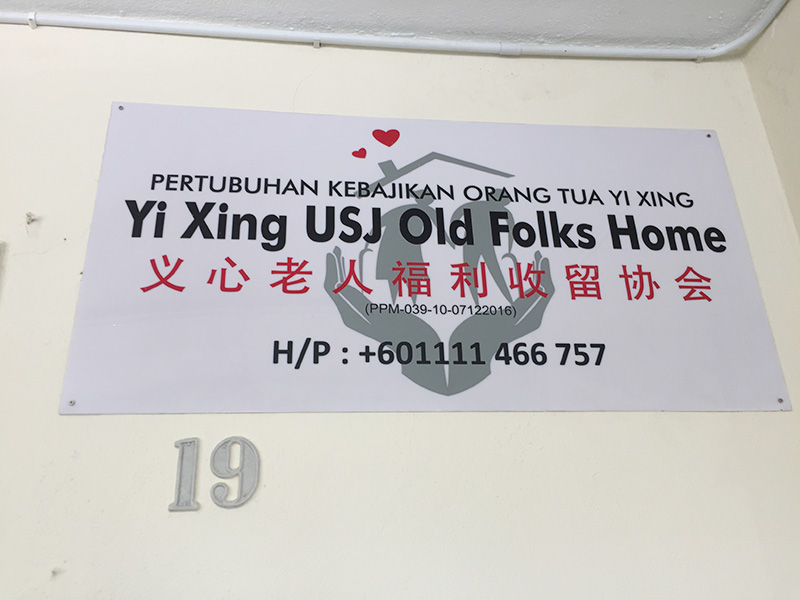 PERTUBUHAN KEBAJIKAN ORANG TUA YI XING
Yi Xing USJ Old Folks Home
义心老人福利收留协会
(PPM-039-10-07122016)
H/P : +601111 466 757
19